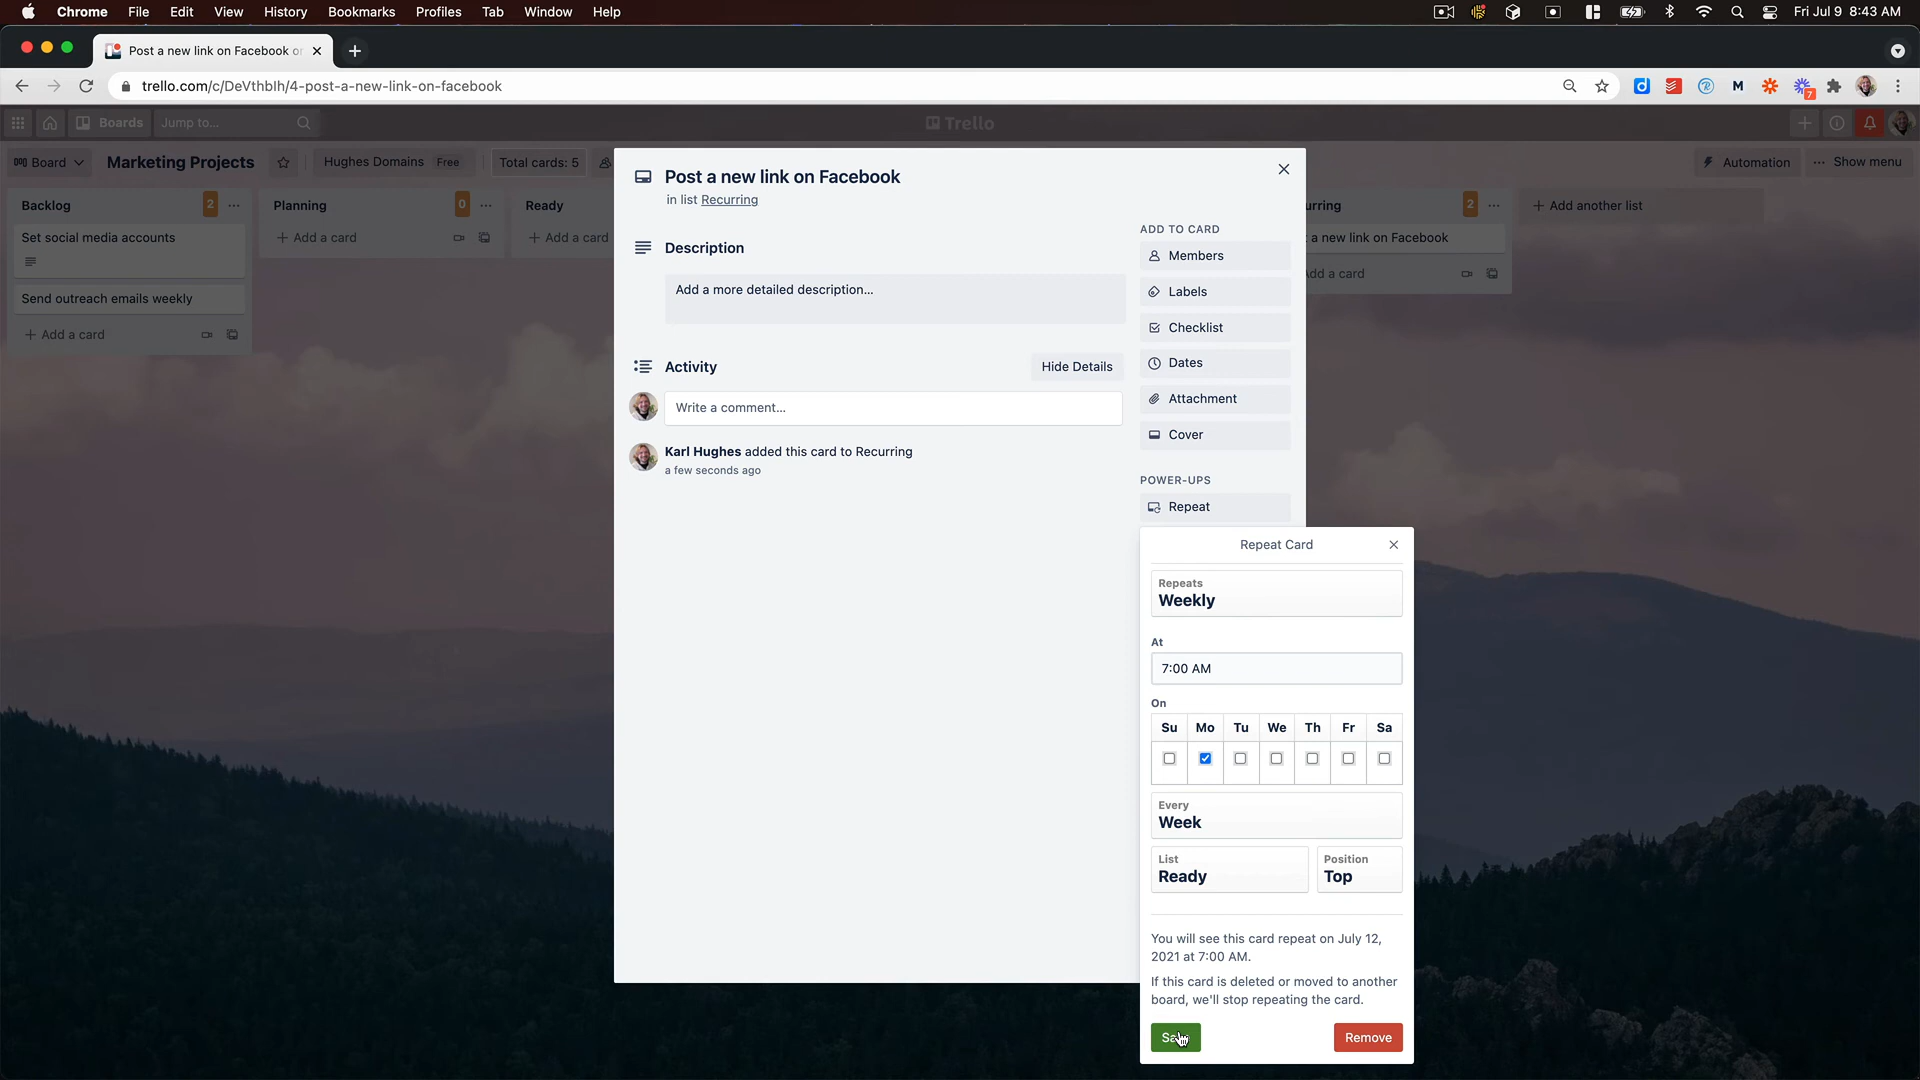 Chrome File Edit View History Bookmarks Profiles Tab Window Help Fri Jul 9 8:43 AM
Post a new link on Facebook
trello.com/c/DeVthbIh/4-post-a-new-link-on-facebook
M
7
Boards
Jump to...
Trello
Board
Marketing Projects
Hughes Domains Free
Total cards: 5
Automation
Show menu
Backlog 2
Set social media accounts
Send outreach emails weekly
+ Add a card
Planning 0
+ Add a card
Ready
+ Add a card
urring 2
a new link on Facebook
dd a card
+ Add another list
Post a new link on Facebook
in list Recurring
Description
Add a more detailed description...
Activity
Hide Details
Write a comment...
Karl Hughes added this card to Recurring
a few seconds ago
ADD TO CARD
Members
Labels
Checklist
Dates
Attachment
Cover
POWER-UPS
Repeat
Repeat Card
Repeats
Weekly
At
7:00 AM
On
Su Mo Tu We Th Fr Sa
Every
Week
List
Ready
Position
Top
You will see this card repeat on July 12,
2021 at 7:00 AM.
If this card is deleted or moved to another
board, we'll stop repeating the card.
Remove